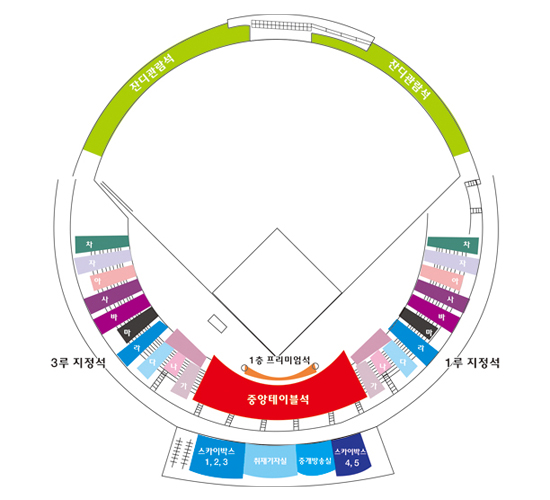 잔디관람석
잔디관람석
차
차
자
자
아
아
사
사
바
바
마
마
라
라
다
다
나
나
가
가
3루 지정석
1층 프리미엄석
1루 지정석
중앙테이블석
스카이박스
1, 2, 3
취재기자실
중계방송실
스카이박스
4, 5